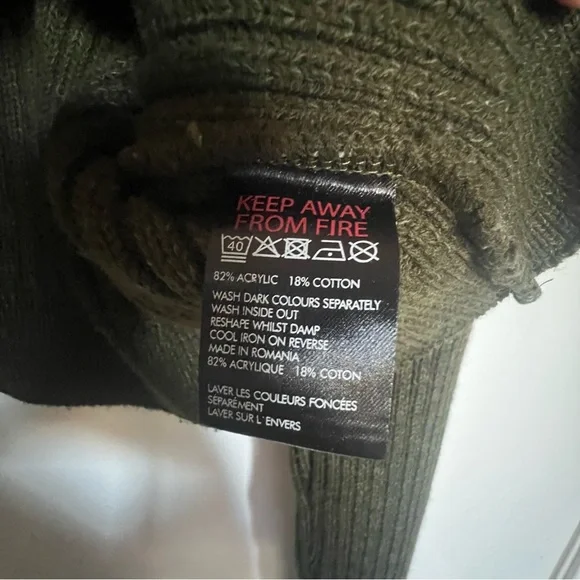 KEEP AWAY
FROM FIRE
40
82% ACRYLIC 18% COTTON
WASH DARK COLOURS SEPARATELY
WASH INSIDE OUT
RESHAPE WHILST DAMP
COOL IRON ON REVERSE
MADE IN ROMANIA
82% ACRYLIQUE 18% COTON
LAVER LES COULEURS FONCÉES
SEPARÉMENT
LAVER SUR L'ENVERS